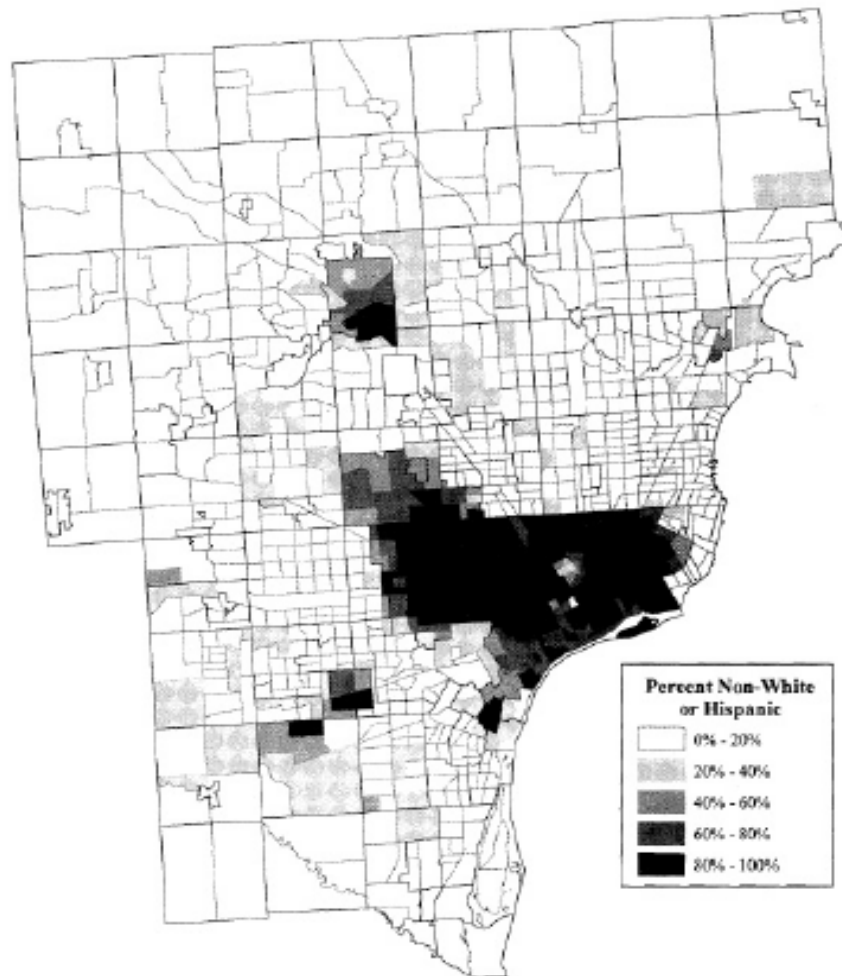 Percent Non-White
or Hispanic
0% - 20%
20% - 40%
40% - 60%
60% - 80%
80% - 100%